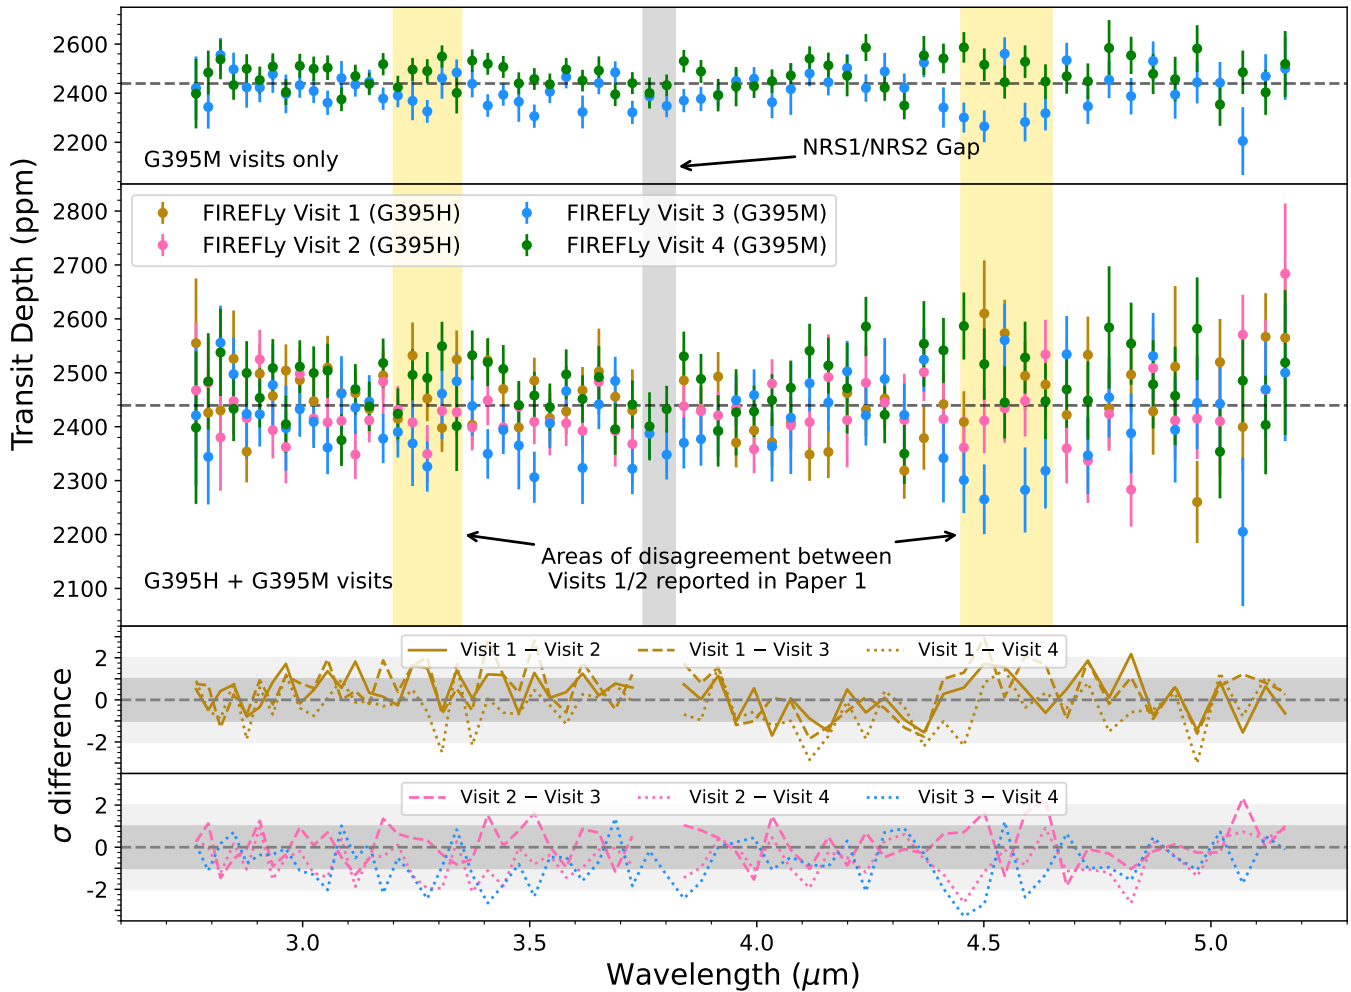 2600
2400
2200
G395M visits only
NRS1/NRS2 Gap
Transit Depth (ppm)
2800
2700
2600
2500
2400
2300
2200
2100
FIREFLy Visit 1 (G395H)
FIREFLy Visit 2 (G395H)
FIREFLy Visit 3 (G395M)
FIREFLy Visit 4 (G395M)
Areas of disagreement between
Visits 1/2 reported in Paper 1
G395H + G395M visits
σ difference
2
0
-2
Visit 1 − Visit 2
Visit 1 − Visit 3
Visit 1 − Visit 4
2
0
-2
Visit 2 − Visit 3
Visit 2 − Visit 4
Visit 3 − Visit 4
3.0
3.5
4.0
4.5
5.0
Wavelength (μm)